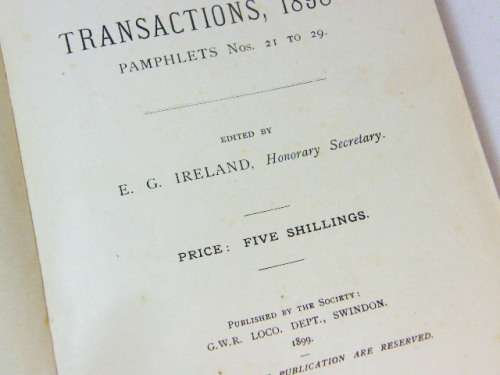 TRANSACTIONS, 1898
PAMPHLETS Nos. 21 TO 29.
EDITED BY
E. G. IRELAND, Honorary Secretary.
PRICE: FIVE SHILLINGS.
PUBLISHED BY THE SOCIETY:
G.W.R. LOCO. DEPT., SWINDON.
1899.
PUBLICATION ARE RESERVED.